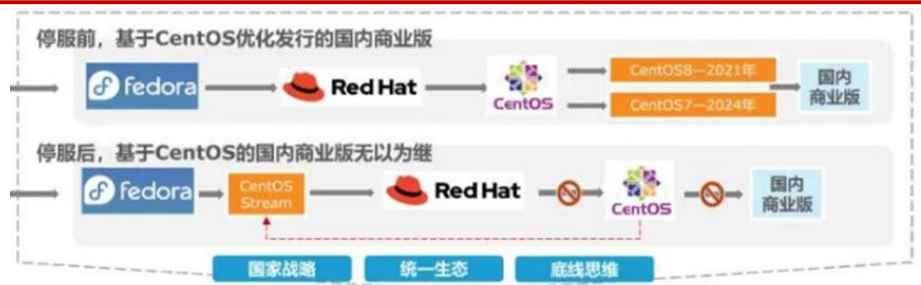 停服前，基于CentOS优化发行的国内商业版
fedora
Red Hat
CentOS
CentOS8—2021年
CentOS7—2024年
国内
商业版
停服后，基于CentOS的国内商业版无以为继
fedora
CentOS
Stream
Red Hat
CentOS
国内
商业版
国家战略
统一生态
底线思维